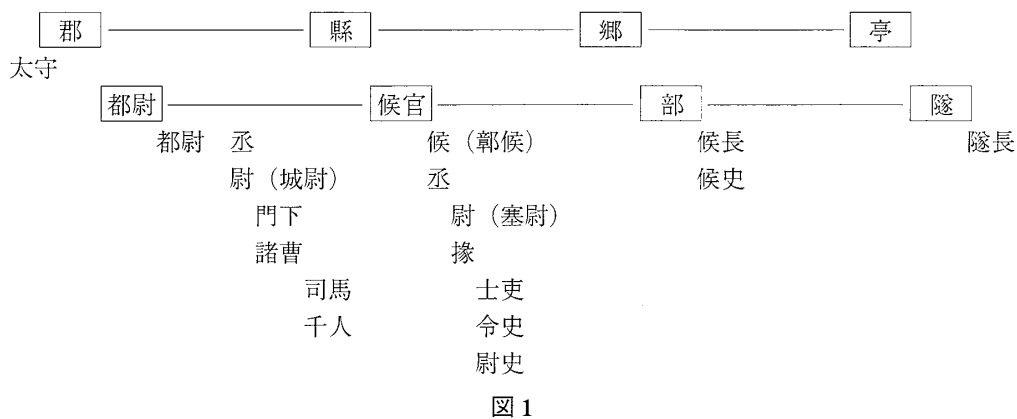 郡 縣 鄉 亭
太守
都尉 候官 部 隧
都尉 丞 候（鄣候） 候長 隧長
尉（城尉） 丞 候史
門下 尉（塞尉）
諸曹 掾
司馬 士吏
千人 令史
尉史
図1